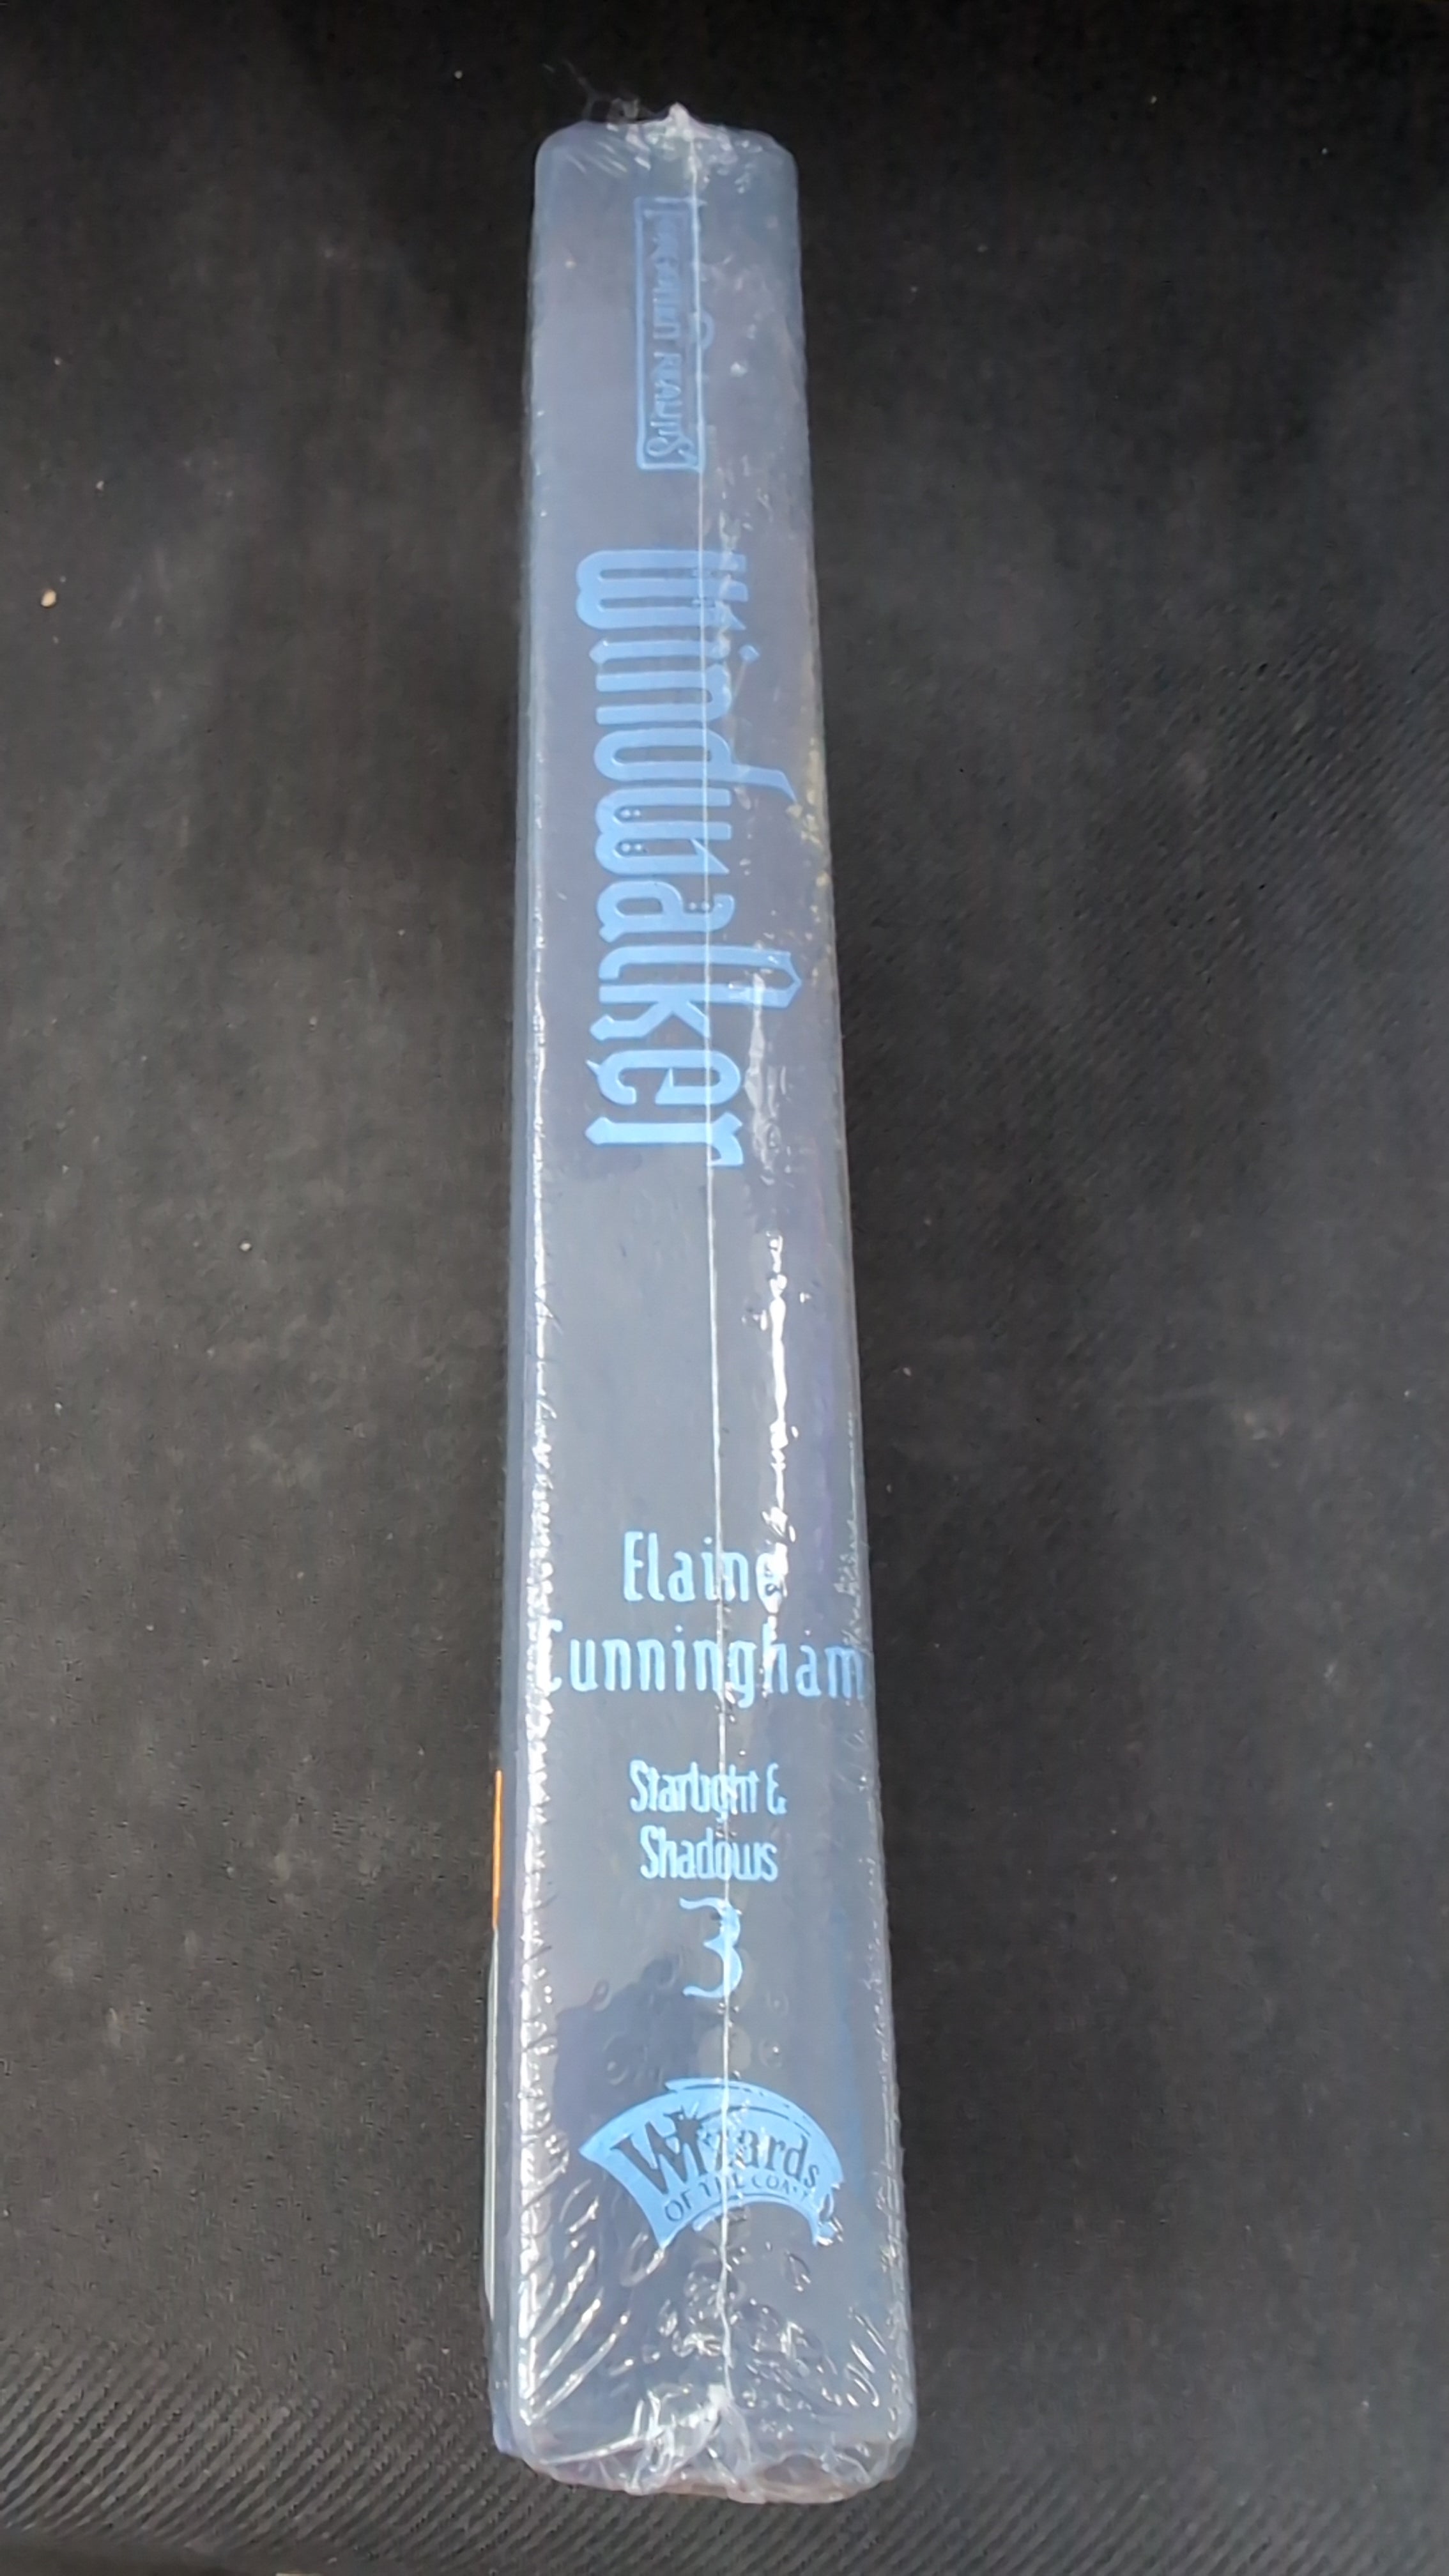 FORGOTTEN REALMS
Windwalker
Elaine
Cunningham
Starlight &
Shadows
3
Wizards
OF THE COAST